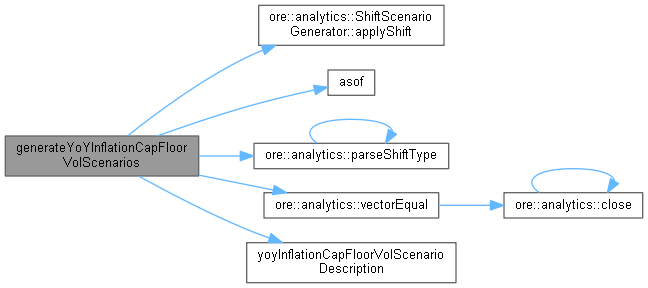 ore::analytics::ShiftScenario
Generator::applyShift
asof
generateYoYInflationCapFloor
VolScenarios
ore::analytics::parseShiftType
ore::analytics::vectorEqual
ore::analytics::close
yoyInflationCapFloorVolScenario
Description